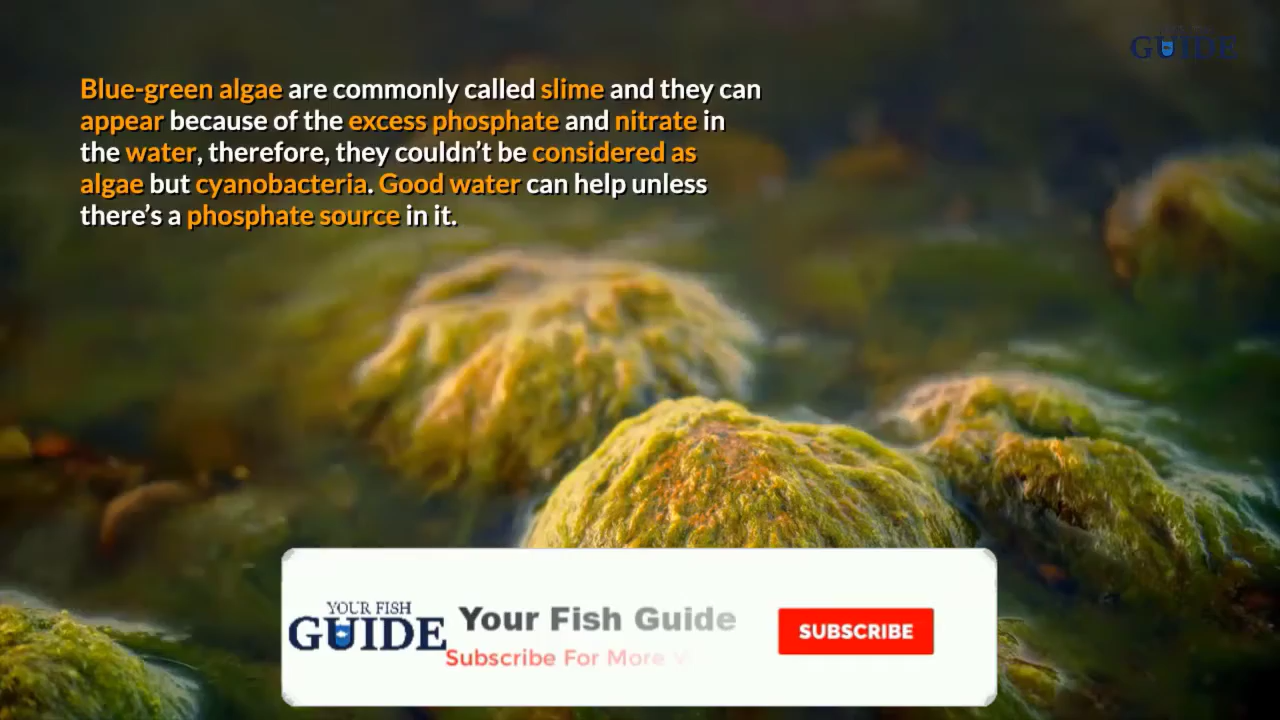 GUIDE
Blue-green algae are commonly called slime and they can
appear because of the excess phosphate and nitrate in
the water, therefore, they couldn't be considered as
algae but cyanobacteria. Good water can help unless
there's a phosphate source in it.
YOUR FISH
GUIDE
Your Fish Guide
Subscribe For More
SUBSCRIBE